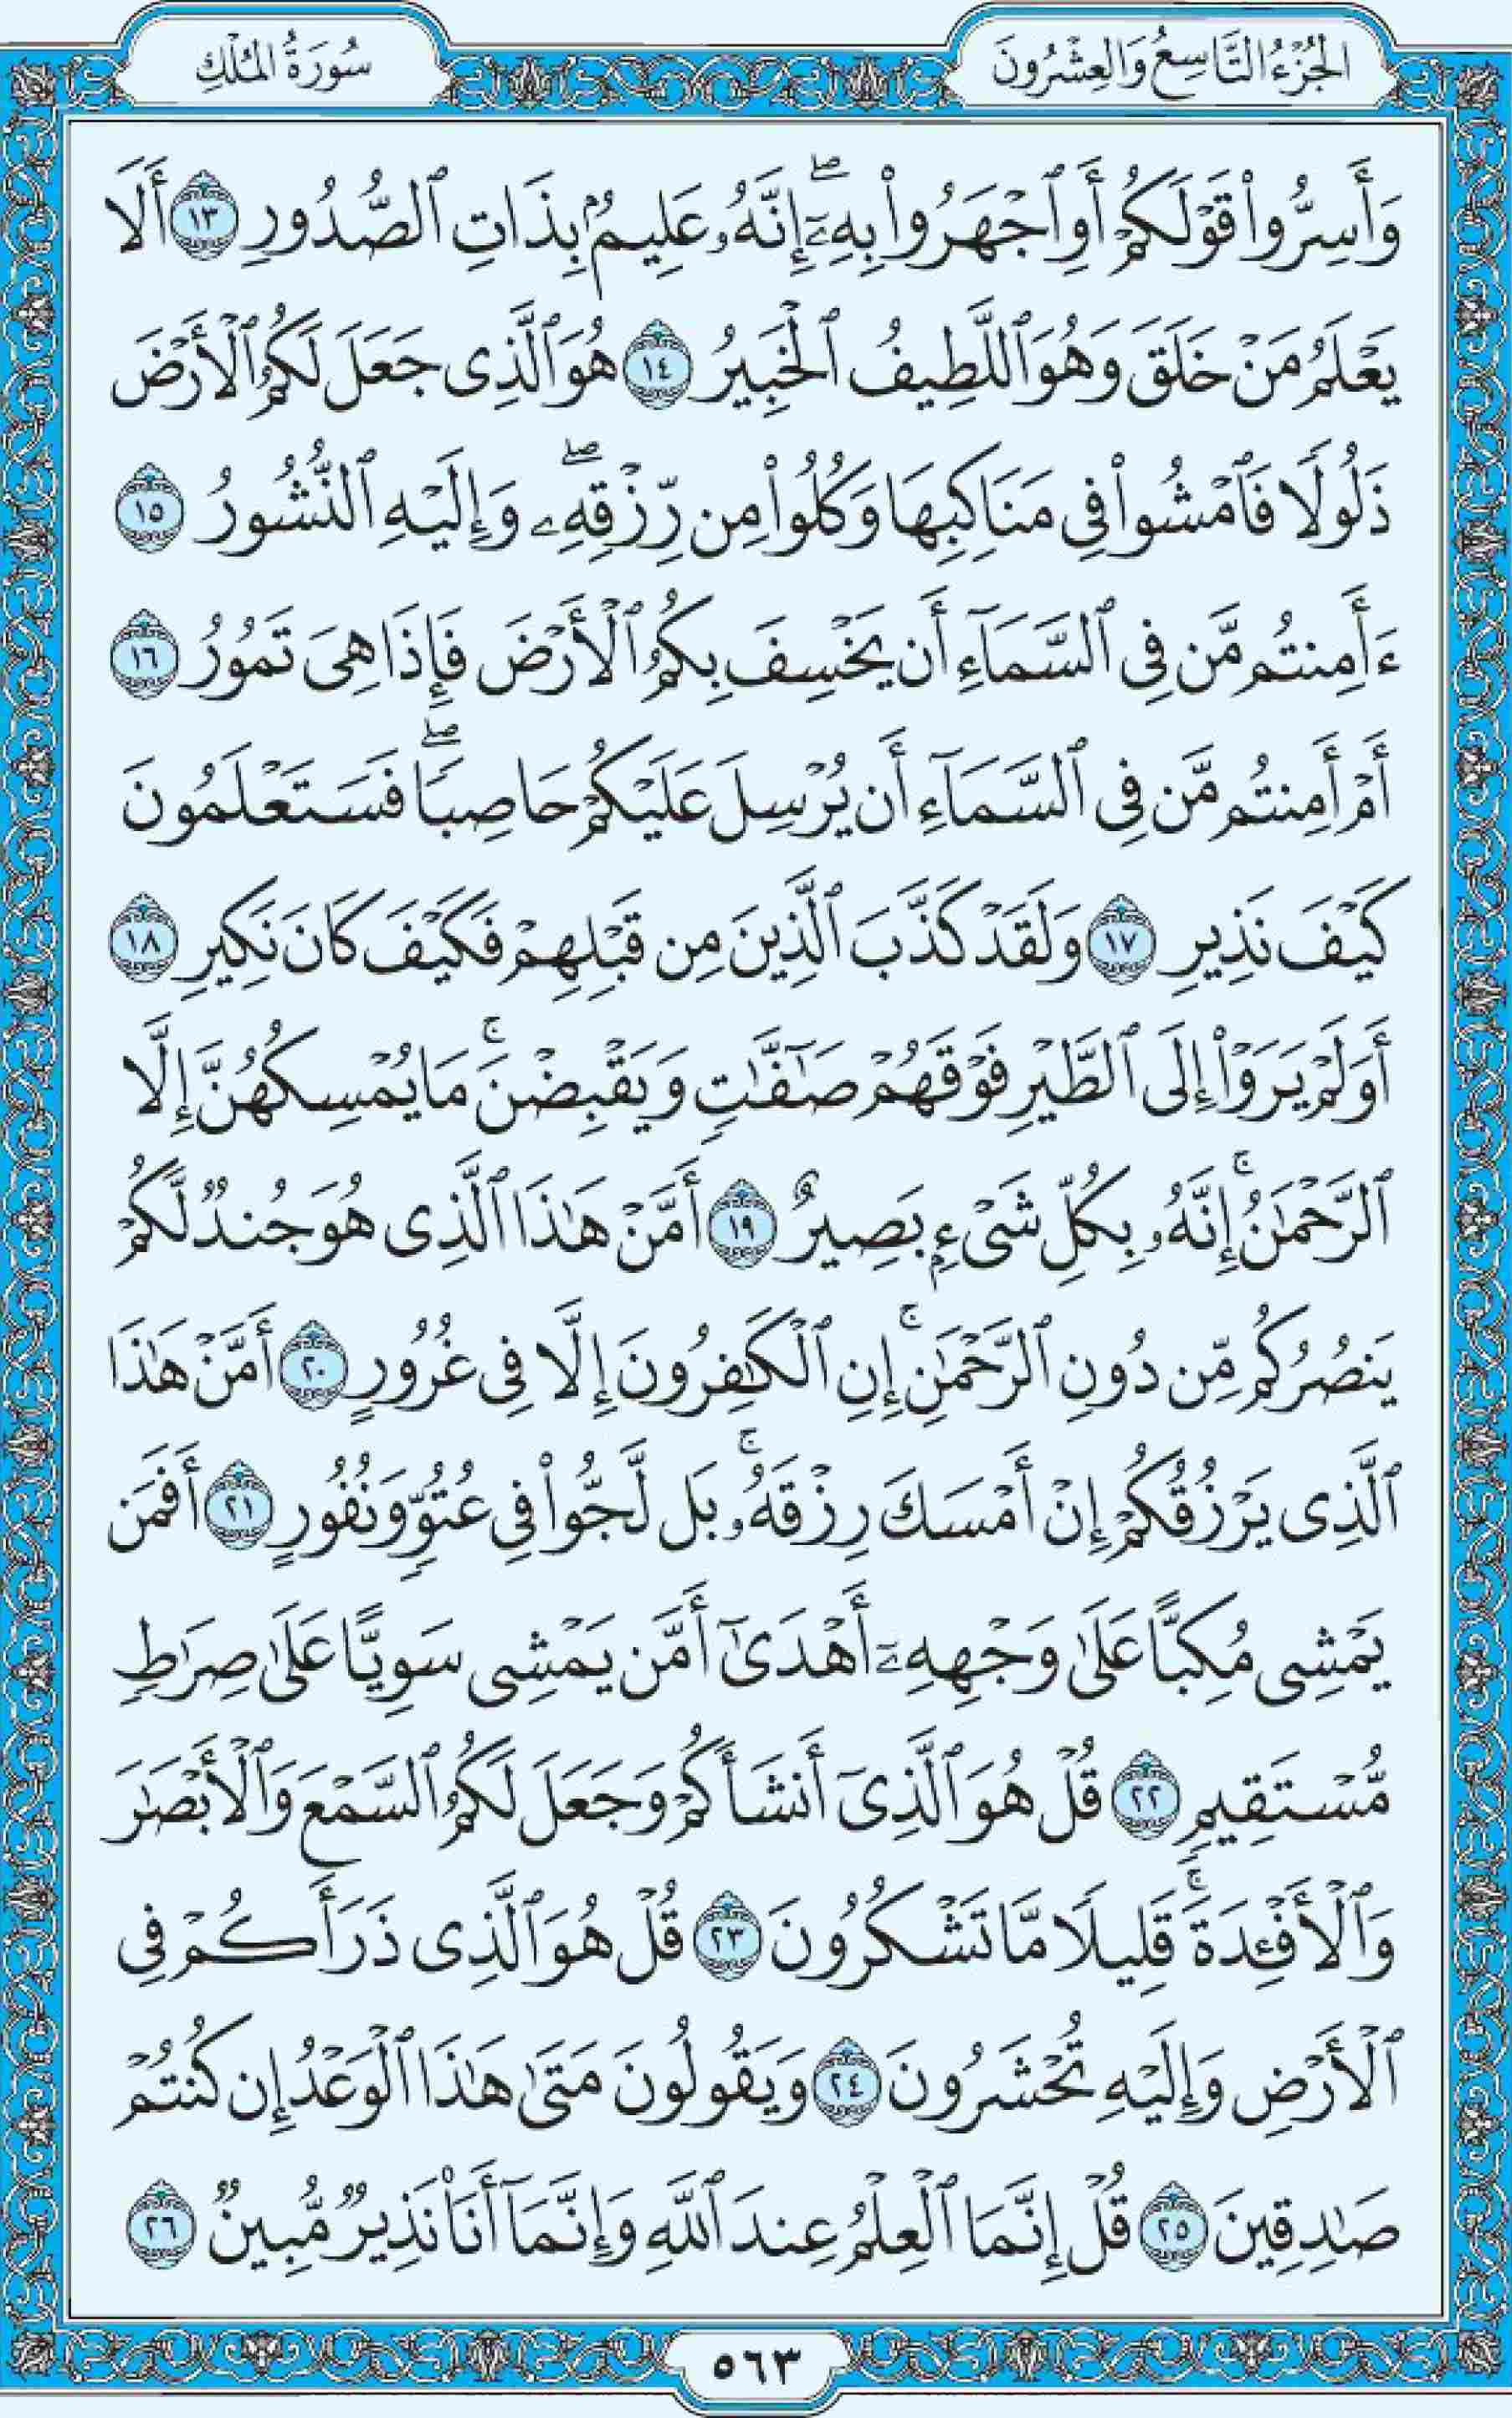 الجُزْءُ التَّاسِعُ وَالعِشْرُونَ
سُورَةُ المُلْكِ
وَأَسِرُّوا۟ قَوْلَكُمْ أَوِ ٱجْهَرُوا۟ بِهِۦٓ ۖ إِنَّهُۥ عَلِيمٌۢ بِذَاتِ ٱلصُّدُورِ ١٣ أَلَا
يَعْلَمُ مَنْ خَلَقَ وَهُوَ ٱللَّطِيفُ ٱلْخَبِيرُ ١٤ هُوَ ٱلَّذِى جَعَلَ لَكُمُ ٱلْأَرْضَ
ذَلُولًا فَٱمْشُوا۟ فِى مَنَاكِبِهَا وَكُلُوا۟ مِن رِّزْقِهِۦ ۖ وَإِلَيْهِ ٱلنُّشُورُ ١٥
ءَأَمِنتُم مَّن فِى ٱلسَّمَآءِ أَن يَخْسِفَ بِكُمُ ٱلْأَرْضَ فَإِذَا هِىَ تَمُورُ ١٦
أَمْ أَمِنتُم مَّن فِى ٱلسَّمَآءِ أَن يُرْسِلَ عَلَيْكُمْ حَاصِبًا ۖ فَسَتَعْلَمُونَ
كَيْفَ نَذِيرِ ١٧ وَلَقَدْ كَذَّبَ ٱلَّذِينَ مِن قَبْلِهِمْ فَكَيْفَ كَانَ نَكِيرِ ١٨
أَوَلَمْ يَرَوْا۟ إِلَى ٱلطَّيْرِ فَوْقَهُمْ صَٰٓفَّٰتٍ وَيَقْبِضْنَ ۚ مَا يُمْسِكُهُنَّ إِلَّا
ٱلرَّحْمَٰنُ ۚ إِنَّهُۥ بِكُلِّ شَىْءٍۭ بَصِيرٌ ١٩ أَمَّنْ هَٰذَا ٱلَّذِى هُوَ جُندٌ لَّكُمْ
يَنصُرُكُم مِّن دُونِ ٱلرَّحْمَٰنِ ۚ إِنِ ٱلْكَٰفِرُونَ إِلَّا فِى غُرُورٍ ٢٠ أَمَّنْ هَٰذَا
ٱلَّذِى يَرْزُقُكُمْ إِنْ أَمْسَكَ رِزْقَهُۥ ۚ بَل لَّجُّوا۟ فِى عُتُوٍّ وَنُفُورٍ ٢١ أَفَمَن
يَمْشِى مُكِبًّا عَلَىٰ وَجْهِهِۦٓ أَهْدَىٰٓ أَمَّن يَمْشِى سَوِيًّا عَلَىٰ صِرَٰطٍ
مُّسْتَقِيمٍ ٢٢ قُلْ هُوَ ٱلَّذِىٓ أَنشَأَكُمْ وَجَعَلَ لَكُمُ ٱلسَّمْعَ وَٱلْأَبْصَٰرَ
وَٱلْأَفْـِٔدَةَ ۖ قَلِيلًا مَّا تَشْكُرُونَ ٢٣ قُلْ هُوَ ٱلَّذِى ذَرَأَكُمْ فِى
ٱلْأَرْضِ وَإِلَيْهِ تُحْشَرُونَ ٢٤ وَيَقُولُونَ مَتَىٰ هَٰذَا ٱلْوَعْدُ إِن كُنتُمْ
صَٰدِقِينَ ٢٥ قُلْ إِنَّمَا ٱلْعِلْمُ عِندَ ٱللَّهِ وَإِنَّمَآ أَنَا۠ نَذِيرٌ مُّبِينٌ ٢٦
٥٦٣